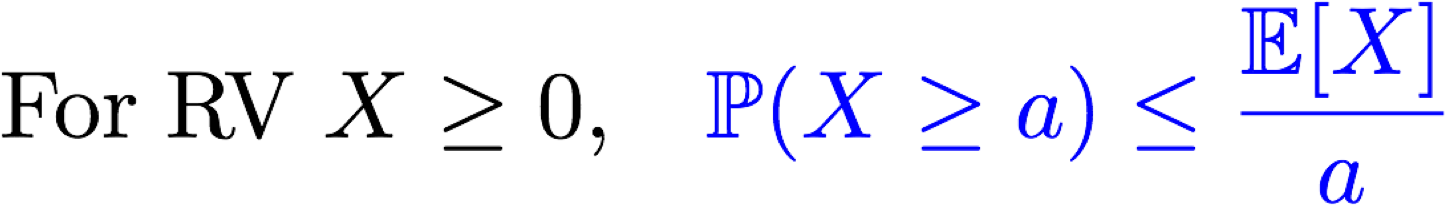 For RV X ≥ 0, ℙ(X ≥ a) ≤ 𝔼[X] / a